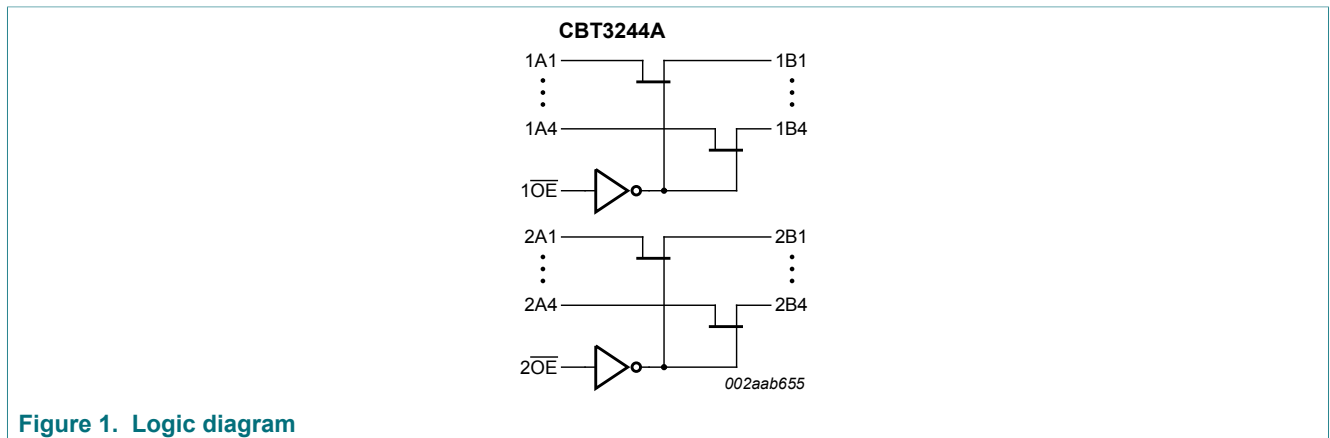 CBT3244A
1A1 1B1
1A4 1B4
1OE
2A1 2B1
2A4 2B4
2OE
002aab655
Figure 1. Logic diagram